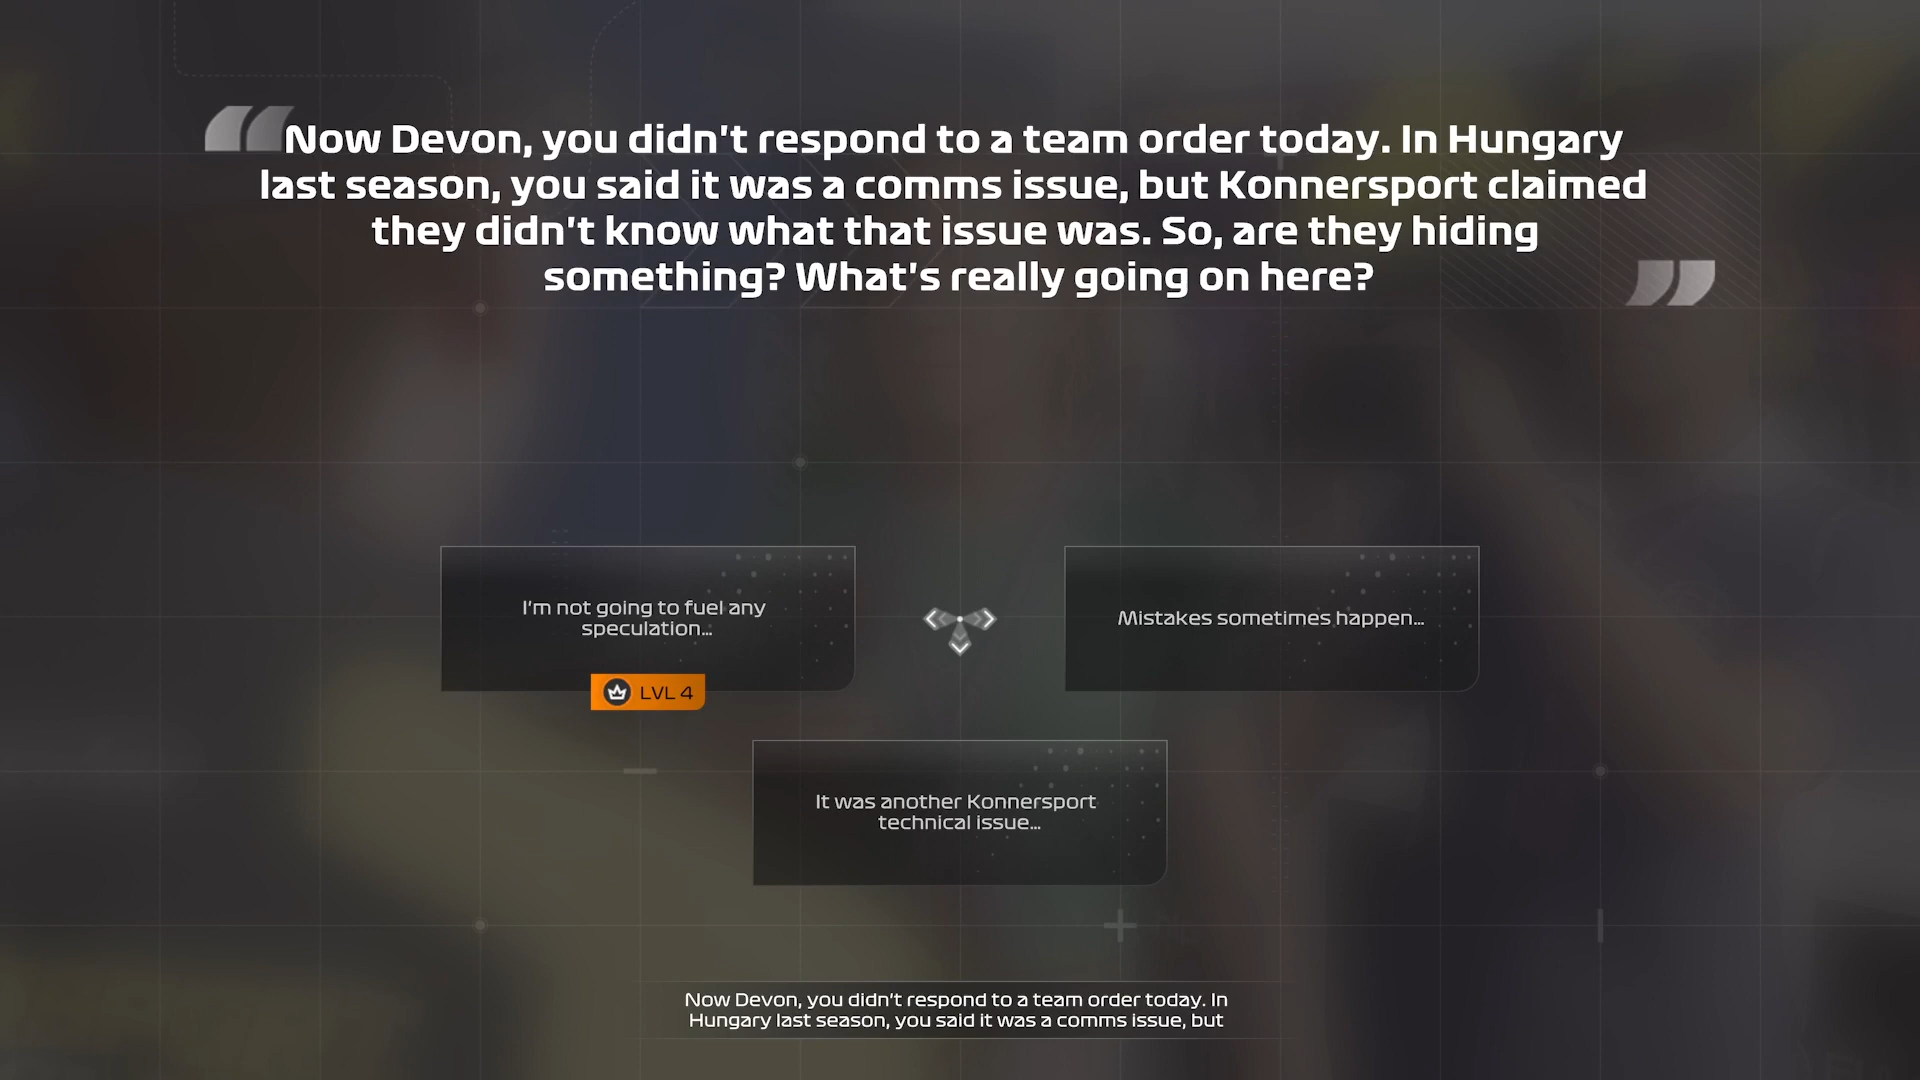 Now Devon, you didn't respond to a team order today. In Hungary
last season, you said it was a comms issue, but Konnersport claimed
they didn't know what that issue was. So, are they hiding
something? What's really going on here?
I'm not going to fuel any
speculation...
LVL 4
Mistakes sometimes happen...
It was another Konnersport
technical issue...
Now Devon, you didn't respond to a team order today. In
Hungary last season, you said it was a comms issue, but